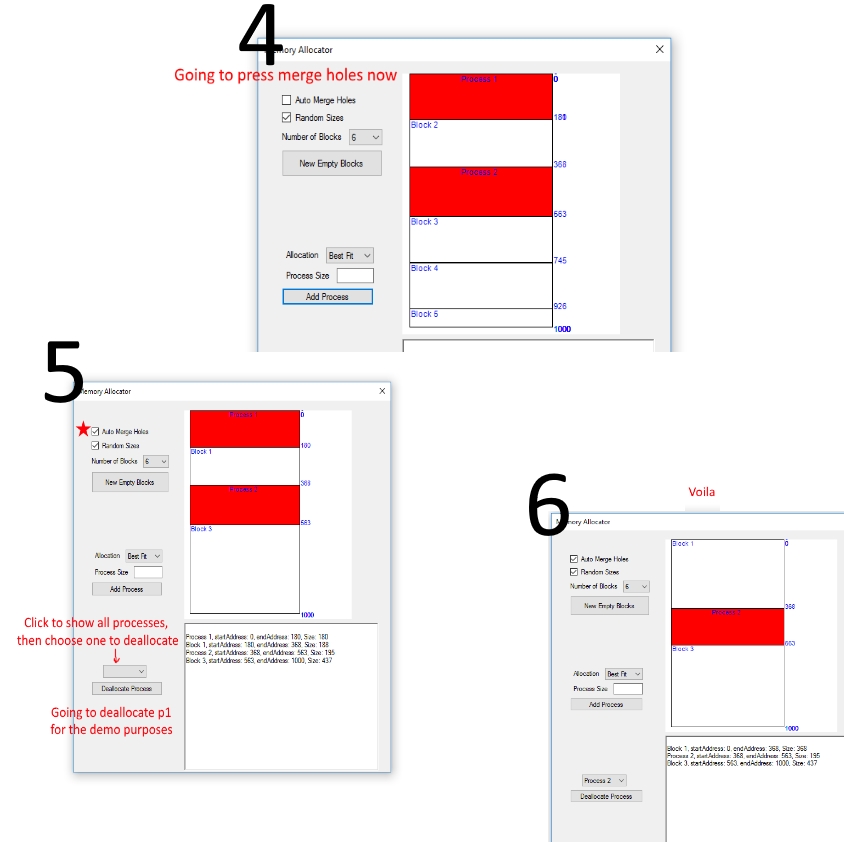 4
Memory Allocator
Going to press merge holes now
Auto Merge Holes
Random Sizes
Number of Blocks 6
New Empty Blocks
Allocation Best Fit
Process Size
Add Process
Process 1
0
Block 2
368
Process 2
563
Block 3
745
Block 4
926
1000
5
Memory Allocator
Auto Merge Holes
Random Sizes
Number of Blocks 6
New Empty Blocks
Allocation Best Fit
Process Size
Add Process
Click to show all processes,
then choose one to deallocate
Deallocate Process
Going to deallocate p1
for the demo purposes
Process 1
0
Block 1
Process 2
563
Block 3
1000
Process 1, startAddress: 0, endAddress: 180, Size: 180
Block 1, startAddress: 180, endAddress: 368, Size: 188
Process 2, startAddress: 368, endAddress: 563, Size: 195
Block 3, startAddress: 563, endAddress: 1000, Size: 437
6
Voila
Memory Allocator
Auto Merge Holes
Random Sizes
Number of Blocks 6
New Empty Blocks
Allocation Best Fit
Process Size
Add Process
Process 2
Deallocate Process
Block 1
0
368
Process 2
563
Block 3
1000
Block 1, startAddress: 0, endAddress: 368, Size: 368
Process 2, startAddress: 368, endAddress: 563, Size: 195
Block 3, startAddress: 563, endAddress: 1000, Size: 437